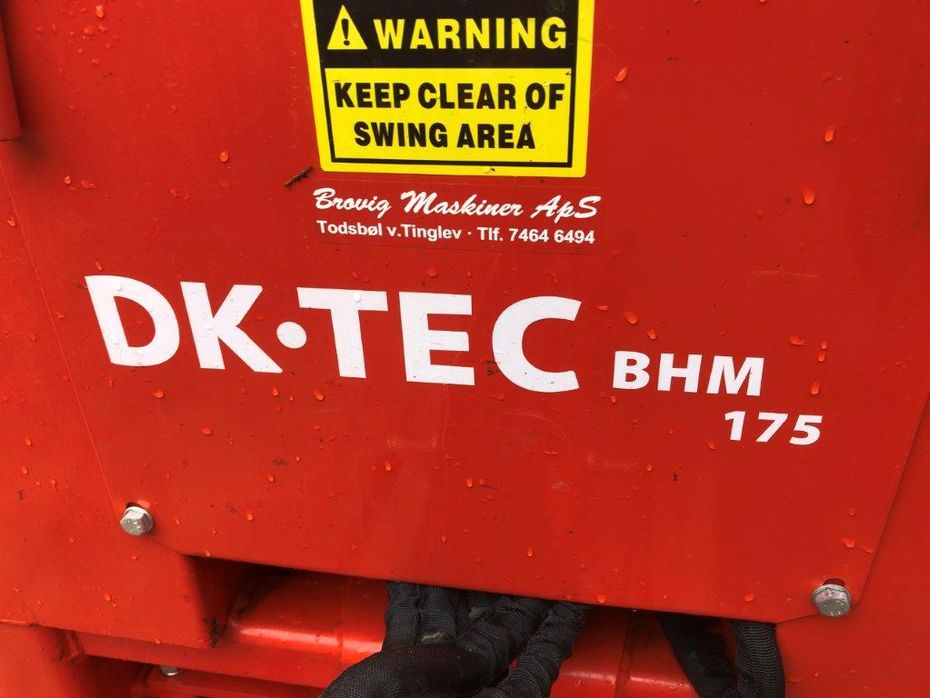 WARNING
KEEP CLEAR OF
SWING AREA
Brovig Maskiner ApS
Todsbøl v.Tinglev · Tlf. 7464 6494
DK·TEC BHM
175